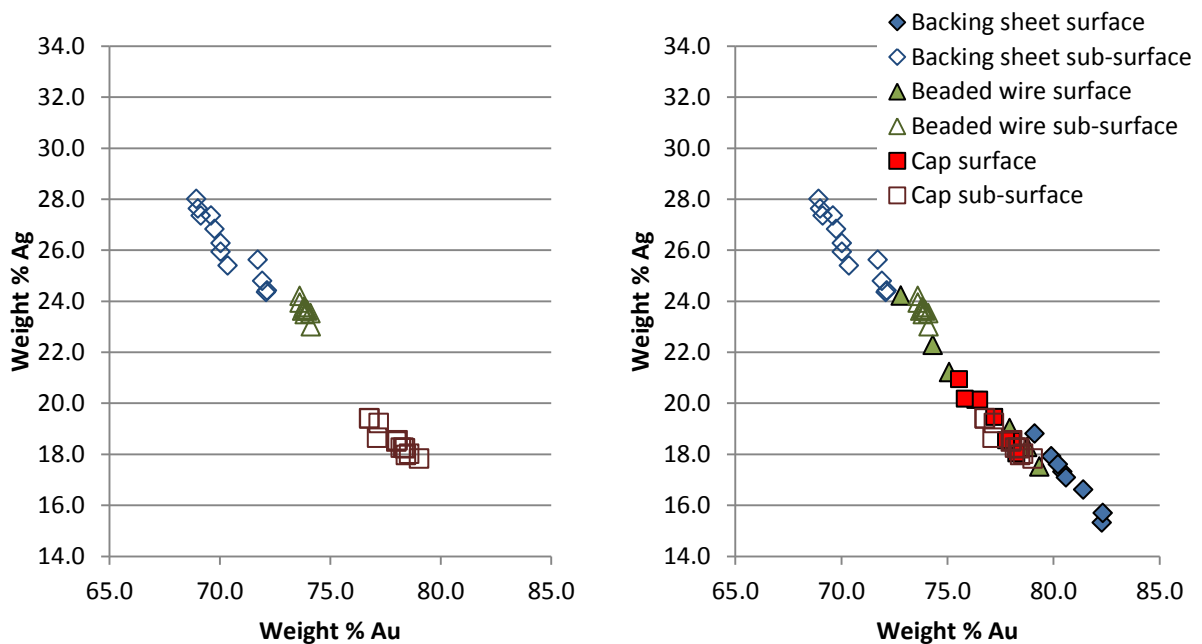 Backing sheet surface
Backing sheet sub-surface
Beaded wire surface
Beaded wire sub-surface
Cap surface
Cap sub-surface
34.0
32.0
30.0
28.0
26.0
24.0
22.0
20.0
18.0
16.0
14.0
Weight % Ag
65.0 70.0 75.0 80.0 85.0
Weight % Au
34.0
32.0
30.0
28.0
26.0
24.0
22.0
20.0
18.0
16.0
14.0
Weight % Ag
65.0 70.0 75.0 80.0 85.0
Weight % Au